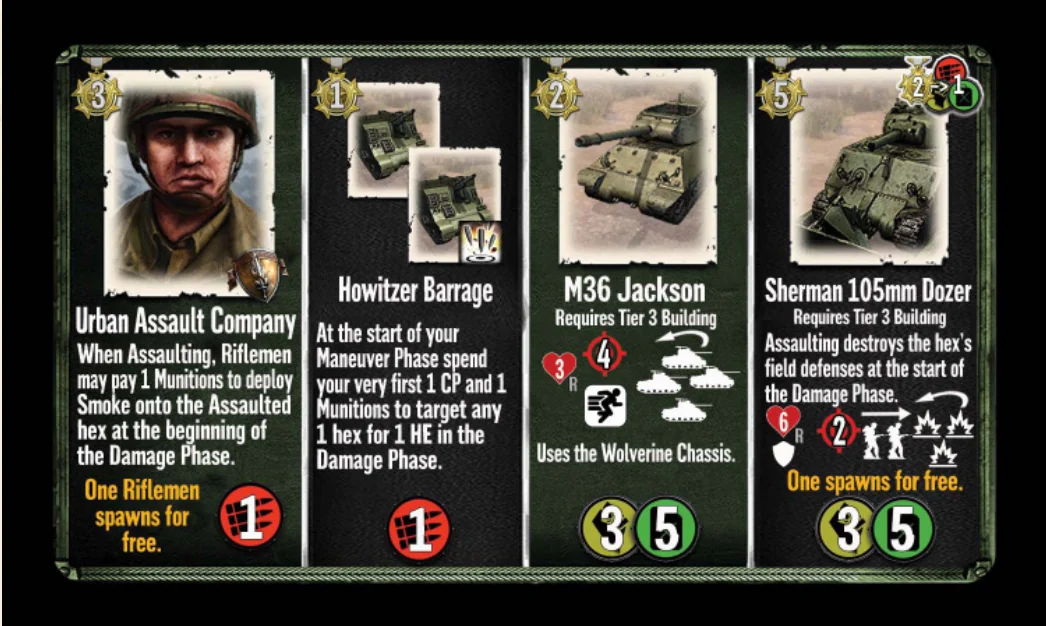 3
Urban Assault Company
When Assaulting, Riflemen
may pay 1 Munitions to deploy
Smoke onto the Assaulted
hex at the beginning of
the Damage Phase.
One Riflemen
spawns for
free.
1
1
Howitzer Barrage
At the start of your
Maneuver Phase spend
your very first 1 CP and 1
Munitions to target any
1 hex for 1 HE in the
Damage Phase.
1
2
M36 Jackson
Requires Tier 3 Building
3 R 4
Uses the Wolverine Chassis.
3 5
5
2->1
Sherman 105mm Dozer
Requires Tier 3 Building
Assaulting destroys the hex's
field defenses at the start of
the Damage Phase.
6 R 2
One spawns for free.
3 5